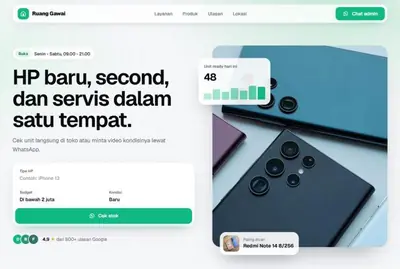 Ruang Gawai
Layanan
Produk
Ulasan
Lokasi
Chat admin
Buka
Senin - Sabtu, 09.00 - 21.00
HP baru, second,
dan servis dalam
satu tempat.
Cek unit langsung di toko atau minta video kondisinya lewat
WhatsApp.
Tipe HP
Contoh: iPhone 13
Budget
Di bawah 2 juta
Kondisi
Baru
Cek stok
4.9 ★ dari 800+ ulasan Google
Unit ready hari ini
48
Paling dicari
Redmi Note 14 8/256